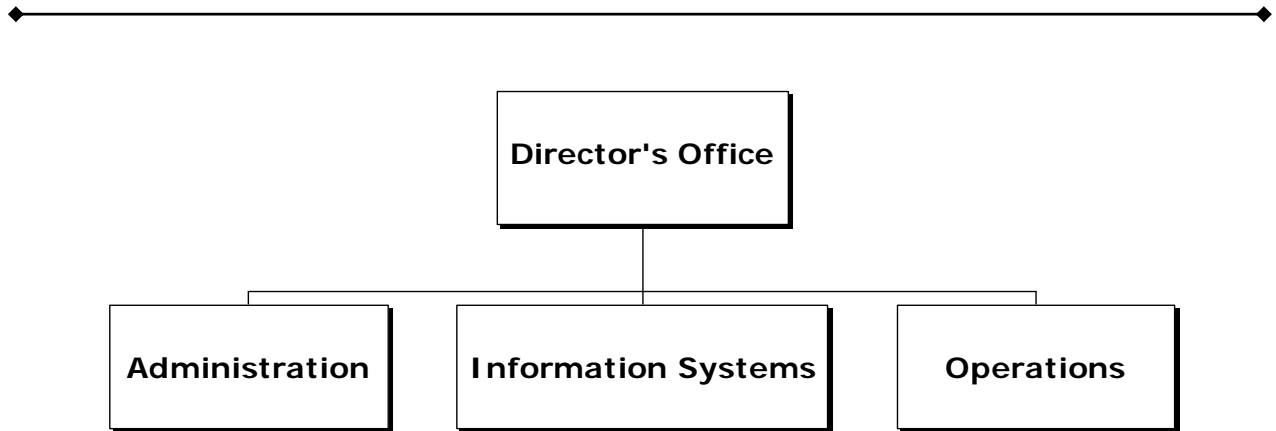 Director's Office
Administration
Information Systems
Operations